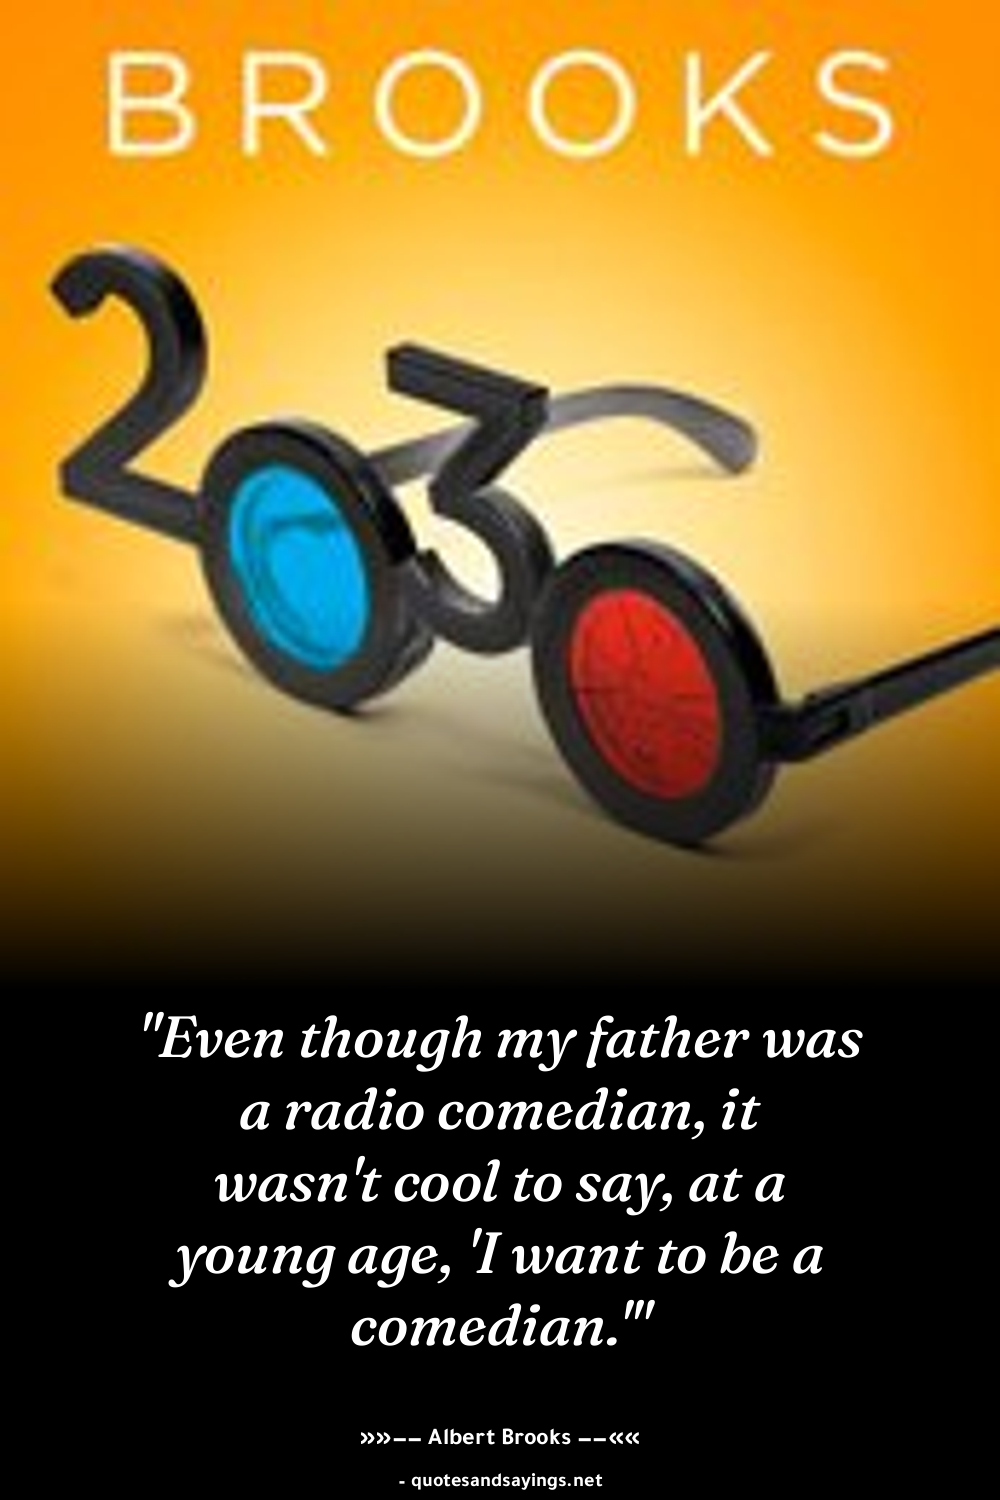 BROOKS
2030
"Even though my father was
a radio comedian, it
wasn't cool to say, at a
young age, 'I want to be a
comedian.'"
»»−− Albert Brooks −−««
- quotesandsayings.net